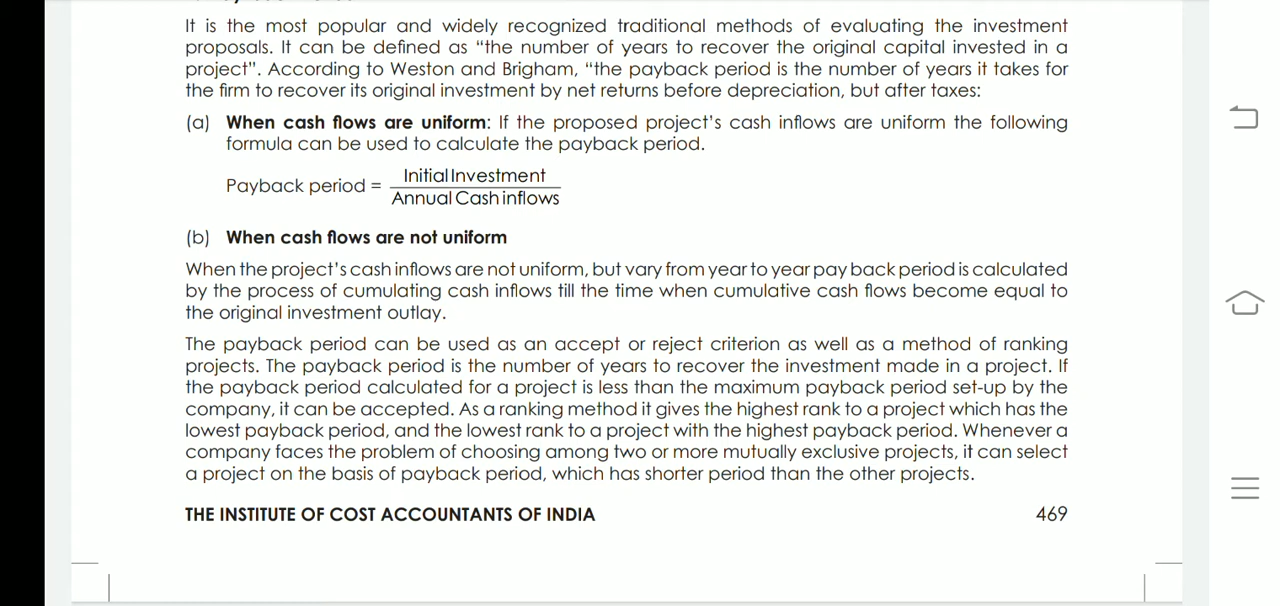 It is the most popular and widely recognized traditional methods of evaluating the investment
proposals. It can be defined as “the number of years to recover the original capital invested in a
project”. According to Weston and Brigham, “the payback period is the number of years it takes for
the firm to recover its original investment by net returns before depreciation, but after taxes:
(a) When cash flows are uniform: If the proposed project’s cash inflows are uniform the following
formula can be used to calculate the payback period.
Payback period = Initial Investment / Annual Cash inflows
(b) When cash flows are not uniform
When the project’s cash inflows are not uniform, but vary from year to year pay back period is calculated
by the process of cumulating cash inflows till the time when cumulative cash flows become equal to
the original investment outlay.
The payback period can be used as an accept or reject criterion as well as a method of ranking
projects. The payback period is the number of years to recover the investment made in a project. If
the payback period calculated for a project is less than the maximum payback period set-up by the
company, it can be accepted. As a ranking method it gives the highest rank to a project which has the
lowest payback period, and the lowest rank to a project with the highest payback period. Whenever a
company faces the problem of choosing among two or more mutually exclusive projects, it can select
a project on the basis of payback period, which has shorter period than the other projects.
THE INSTITUTE OF COST ACCOUNTANTS OF INDIA 469